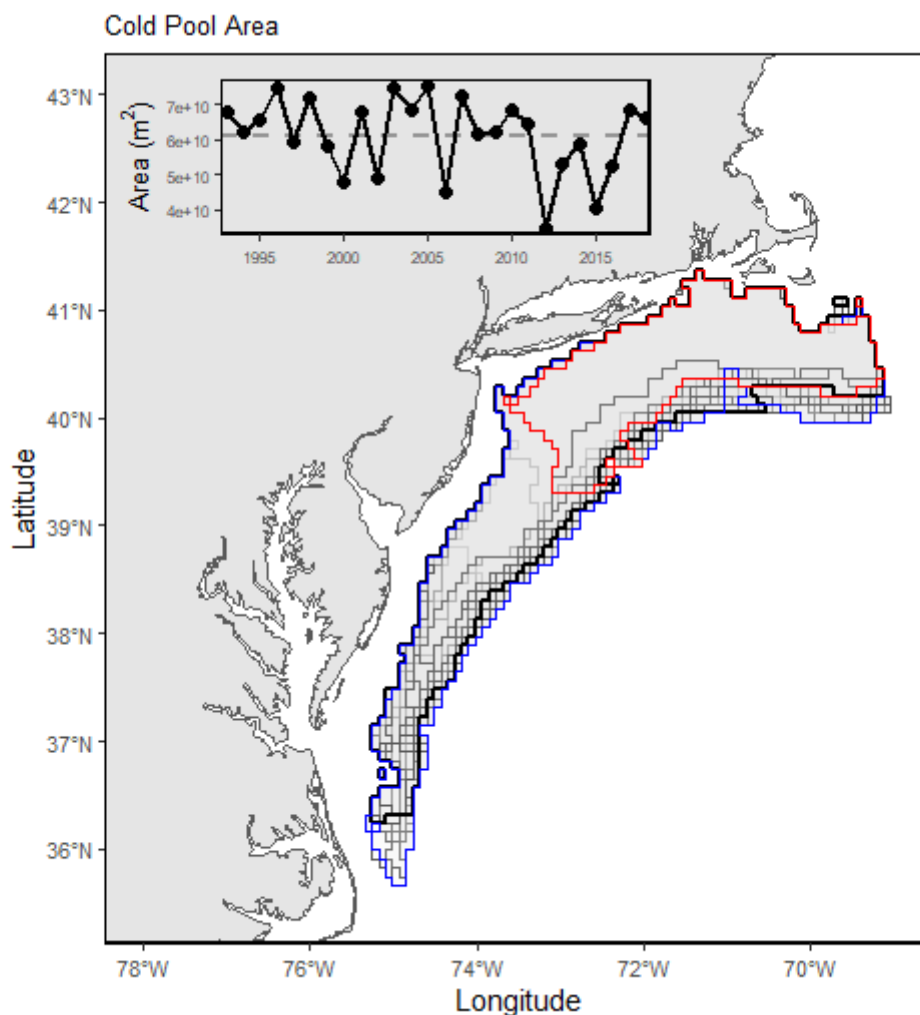 Cold Pool Area
43°N
42°N
41°N
40°N
39°N
38°N
37°N
36°N
Latitude
78°W 76°W 74°W 72°W 70°W
Longitude
Area (m²)
7e+10
6e+10
5e+10
4e+10
1995 2000 2005 2010 2015